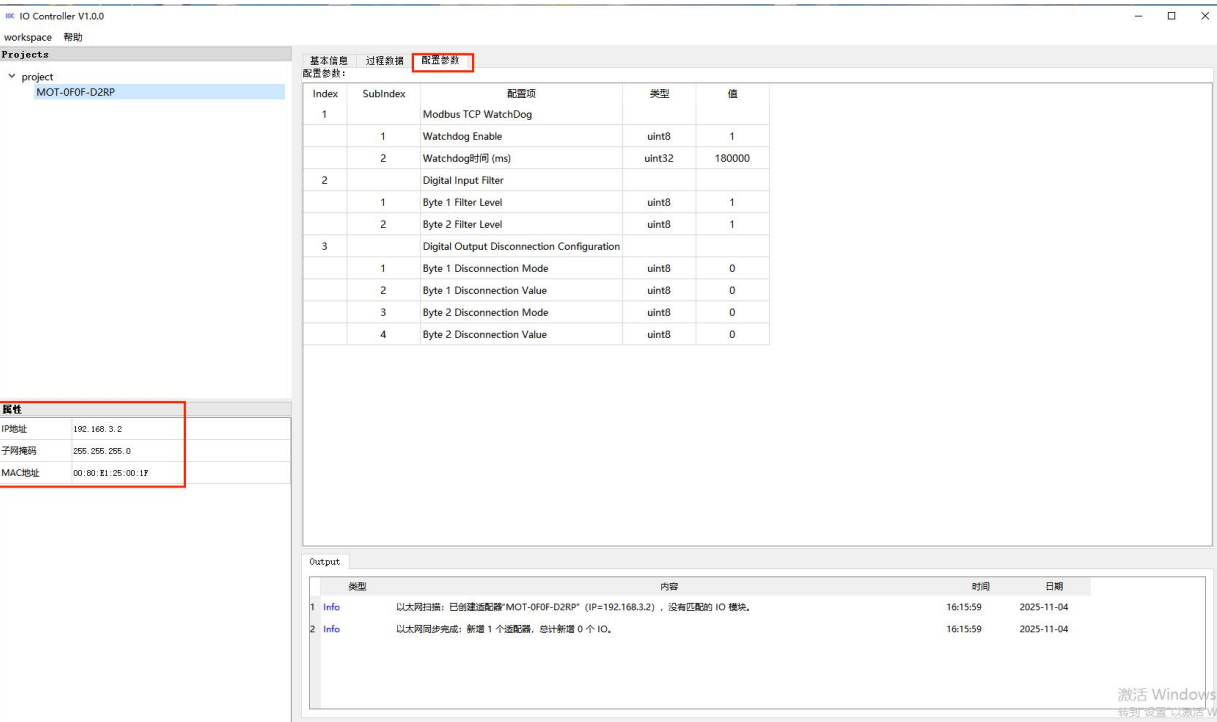 IOC IO Controller V1.0.0
workspace 帮助
Projects
project
MOT-0F0F-D2RP
基本信息 过程数据 配置参数
配置参数:
Index SubIndex 配置项 类型 值
1 Modbus TCP WatchDog
1 Watchdog Enable uint8 1
2 Watchdog时间 (ms) uint32 180000
2 Digital Input Filter
1 Byte 1 Filter Level uint8 1
2 Byte 2 Filter Level uint8 1
3 Digital Output Disconnection Configuration
1 Byte 1 Disconnection Mode uint8 0
2 Byte 1 Disconnection Value uint8 0
3 Byte 2 Disconnection Mode uint8 0
4 Byte 2 Disconnection Value uint8 0
属性
IP地址 192.168.3.2
子网掩码 255.255.255.0
MAC地址 00:80:E1:25:00:1F
Output
类型 内容 时间 日期
1 Info 以太网扫描：已创建适配器"MOT-0F0F-D2RP"（IP=192.168.3.2），没有匹配的 IO 模块。 16:15:59 2025-11-04
2 Info 以太网同步完成：新增 1 个适配器，总计新增 0 个 IO。 16:15:59 2025-11-04
激活 Windows
转到"设置"以激活 W